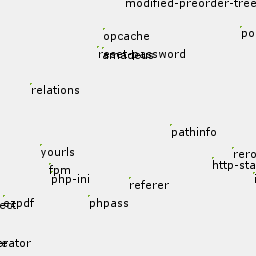 modified-preorder-tree
po
opcache
reset-password
amadeus
relations
pathinfo
yourls
rero
http-sta
fpm
php-ini
referer
ezpdf
phpass
erator